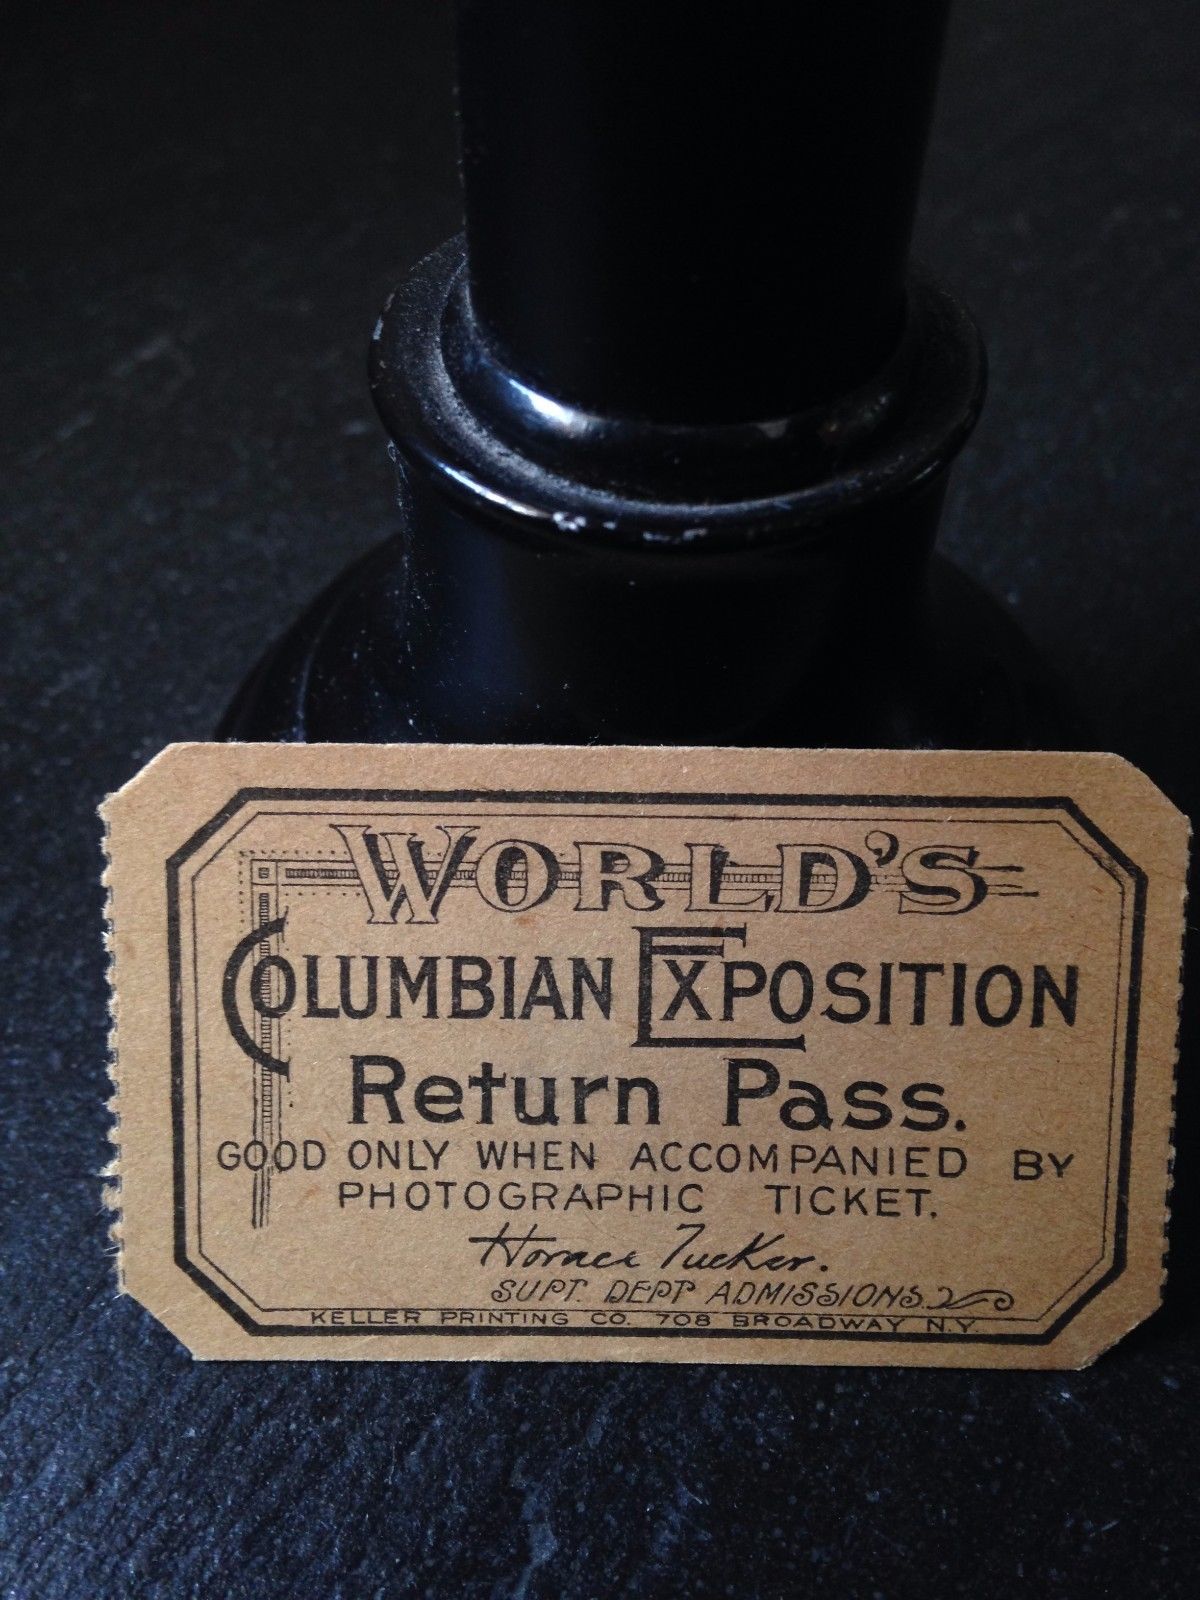 WORLD'S
COLUMBIAN EXPOSITION
Return Pass.
GOOD ONLY WHEN ACCOMPANIED BY
PHOTOGRAPHIC TICKET.
Horace Tucker.
SUPT. DEPT ADMISSIONS.
KELLER PRINTING CO. 708 BROADWAY N.Y.